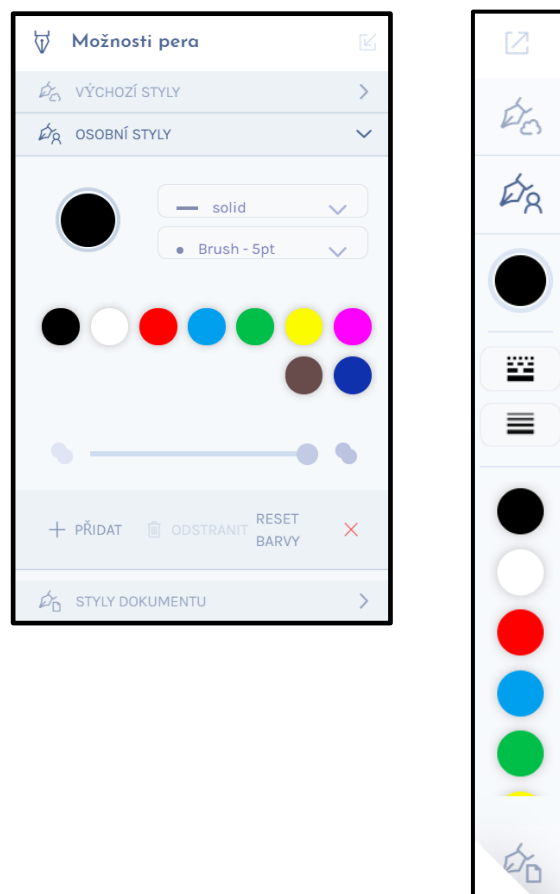 Možnosti pera
VÝCHOZÍ STYLY
OSOBNÍ STYLY
solid
Brush - 5pt
PŘIDAT
ODSTRANIT
RESET
BARVY
STYLY DOKUMENTU